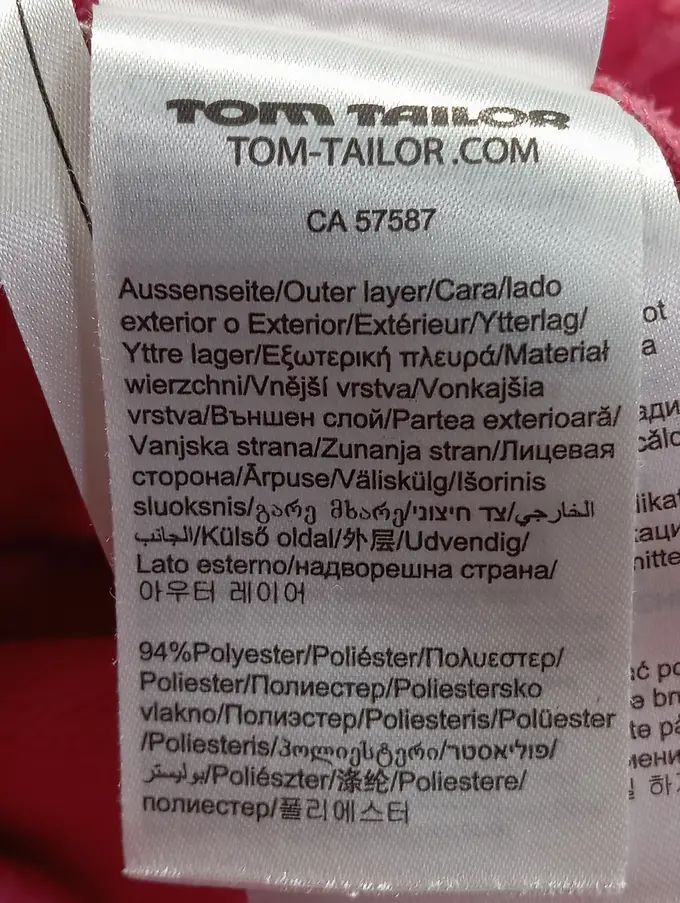 TOM TAILOR
TOM-TAILOR.COM
CA 57587
Aussenseite/Outer layer/Cara/lado
exterior o Exterior/Extérieur/Ytterlag/
Yttre lager/Εξωτερική πλευρά/Materiał
wierzchni/Vnější vrstva/Vonkajšia
vrstva/Външен слой/Partea exterioară/
Vanjska strana/Zunanja stran/Лицевая
сторона/Ārpuse/Väliskülg/Išorinis
sluoksnis/გარე მხარე/צד חיצוני/الخارجي
الجانب/Külső oldal/外层/Udvendig/
Lato esterno/надворешна страна/
아우터 레이어
94%Polyester/Poliéster/Πολυεστερ/
Poliester/Полиестер/Poliestersko
vlakno/Полиэстер/Poliesteris/Polüester
/Poliesteris/პოლიესტერი/פוליאסטר/
بوليستر/Poliészter/涤纶/Poliestere/
полиестер/폴리에스터